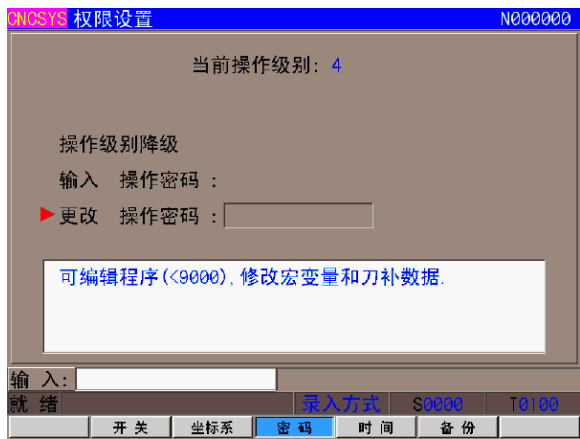 CNCSYS 权限设置 N000000
当前操作级别: 4
操作级别降级
输入 操作密码 :
更改 操作密码 :
可编辑程序(<9000),修改宏变量和刀补数据.
输 入:
就 绪 录入方式 S0000 T0100
开 关 坐标系 密 码 时 间 备 份